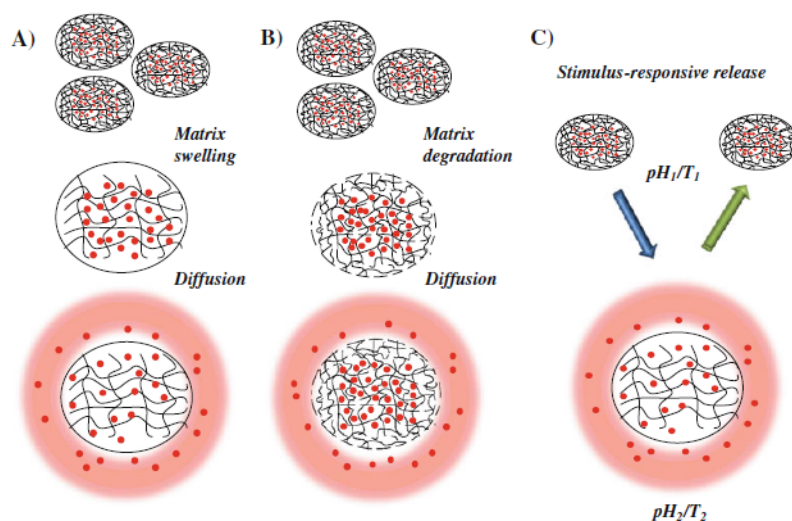 A)
Matrix
swelling
Diffusion
B)
Matrix
degradation
Diffusion
C)
Stimulus-responsive release
pH₁/T₁
pH₂/T₂